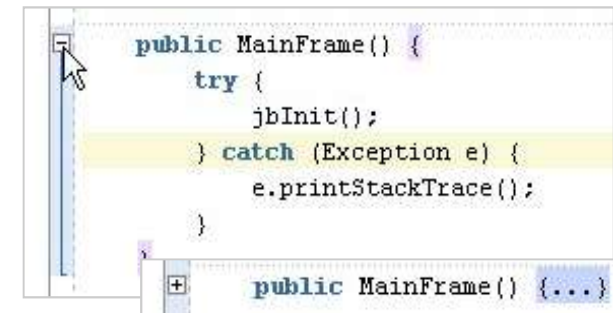 public MainFrame() {
try {
jbInit();
} catch (Exception e) {
e.printStackTrace();
}
}
public MainFrame() {...}